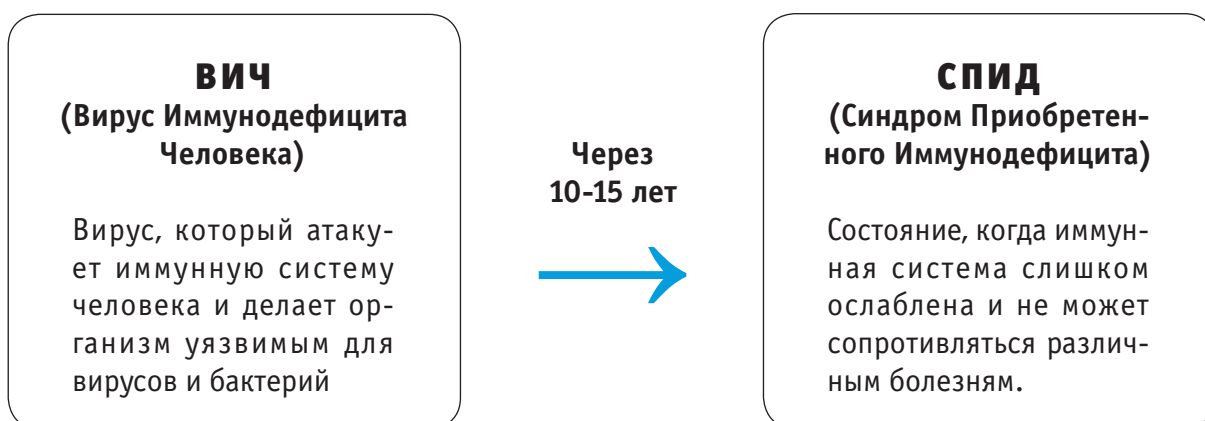 ВИЧ
(Вирус Иммунодефицита
Человека)
Вирус, который атаку-
ет иммунную систему
человека и делает ор-
ганизм уязвимым для
вирусов и бактерий
Через
10-15 лет
СПИД
(Синдром Приобретен-
ного Иммунодефицита)
Состояние, когда иммун-
ная система слишком
ослаблена и не может
сопротивляться различ-
ным болезням.